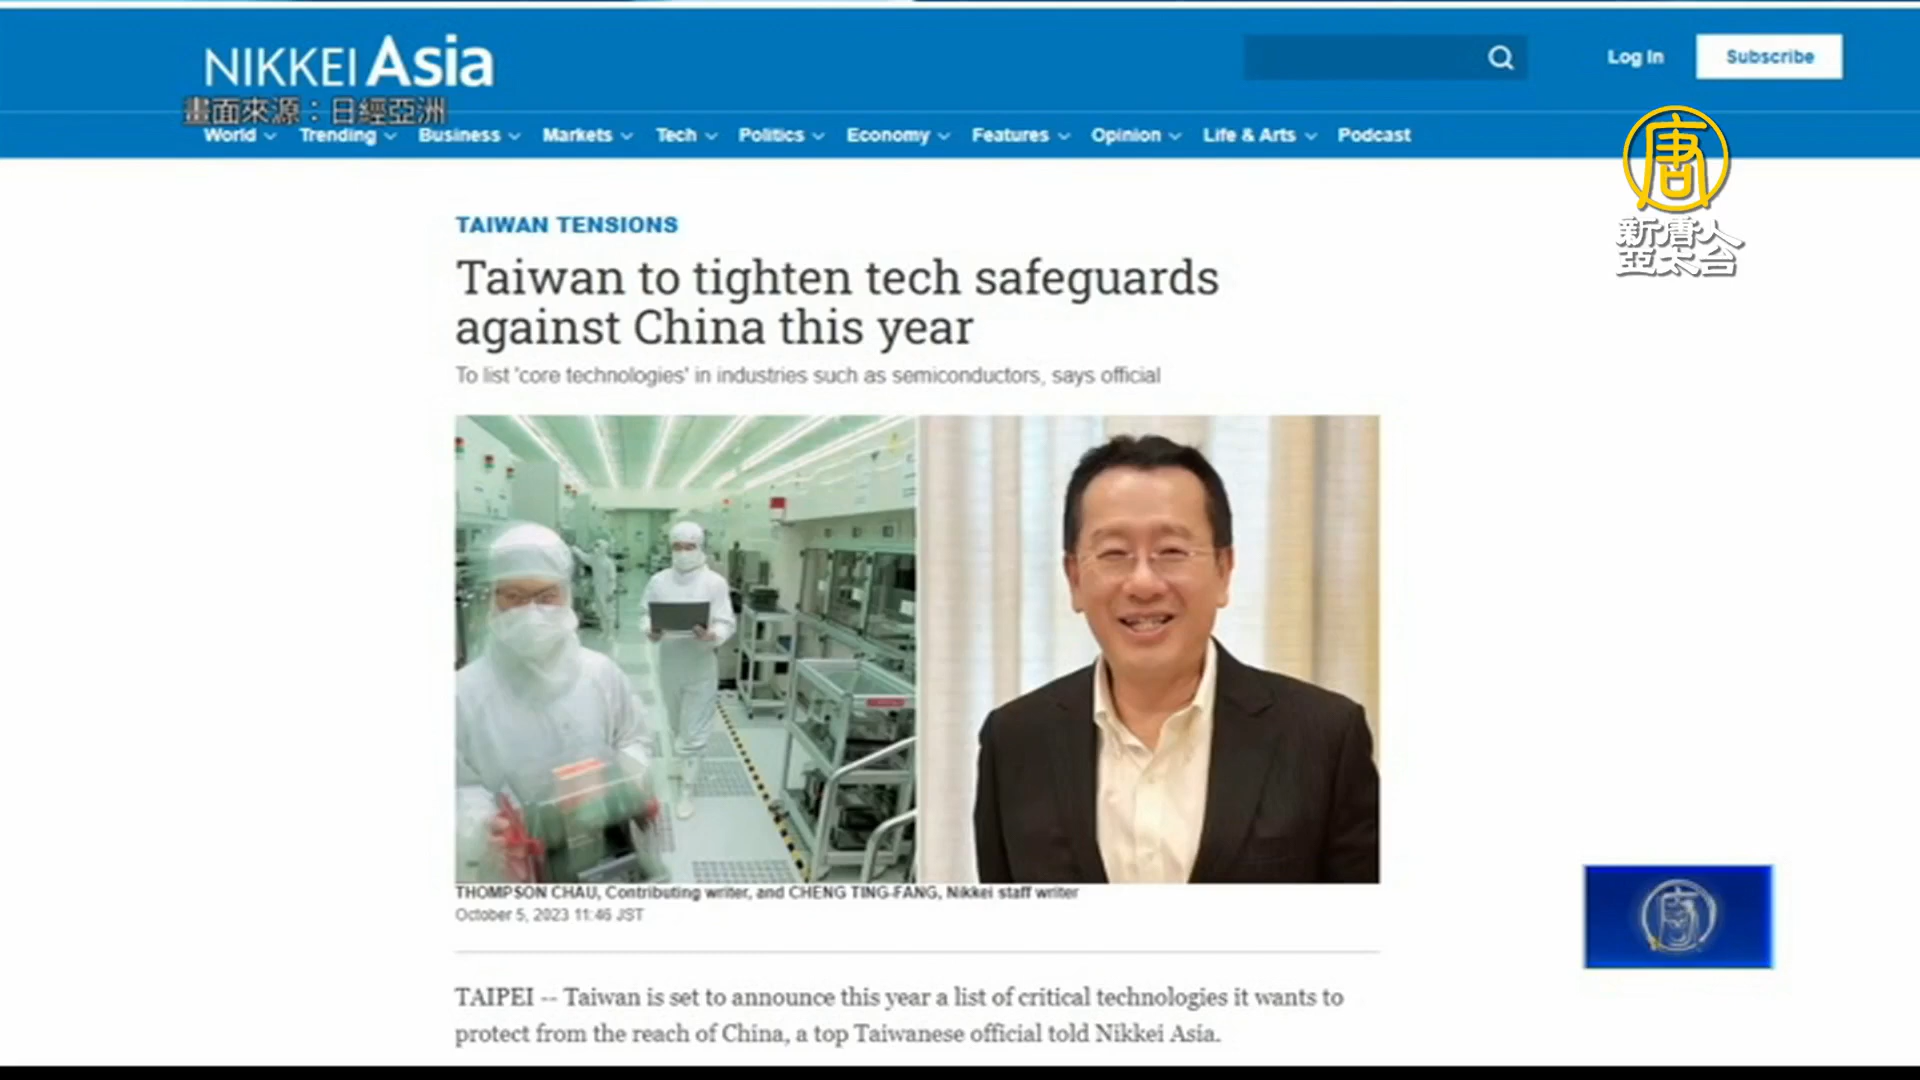 NIKKEI Asia
Log In
Subscribe
畫面來源：日經亞洲
World
Trending
Business
Markets
Tech
Politics
Economy
Features
Opinion
Life & Arts
Podcast
唐
新唐人
亞太台
TAIWAN TENSIONS
Taiwan to tighten tech safeguards
against China this year
To list 'core technologies' in industries such as semiconductors, says official
THOMPSON CHAU, Contributing writer, and CHENG TING-FANG, Nikkei staff writer
October 5, 2023 11:46 JST
唐
TAIPEI -- Taiwan is set to announce this year a list of critical technologies it wants to
protect from the reach of China, a top Taiwanese official told Nikkei Asia.